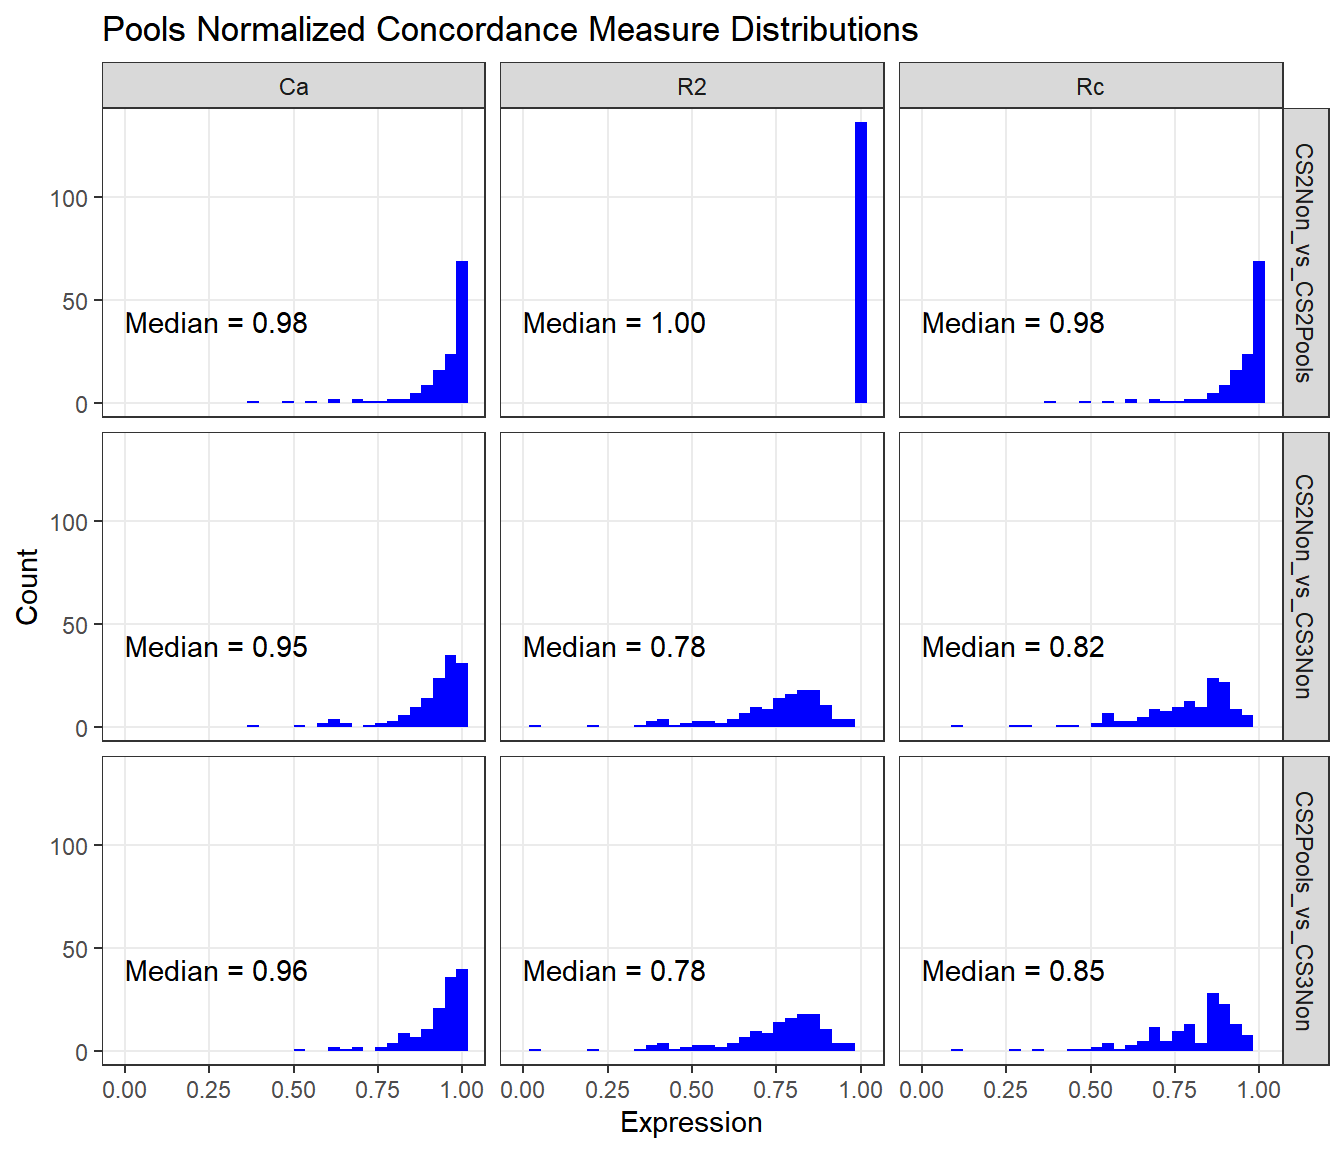 Pools Normalized Concordance Measure Distributions
Ca
R2
Rc
CS2Non_vs_CS2Pools
100
50
0
Median = 0.98
Median = 1.00
Median = 0.98
CS2Non_vs_CS3Non
100
50
0
Median = 0.95
Median = 0.78
Median = 0.82
CS2Pools_vs_CS3Non
100
50
0
Median = 0.96
Median = 0.78
Median = 0.85
Count
0.00 0.25 0.50 0.75 1.00
0.00 0.25 0.50 0.75 1.00
0.00 0.25 0.50 0.75 1.00
Expression